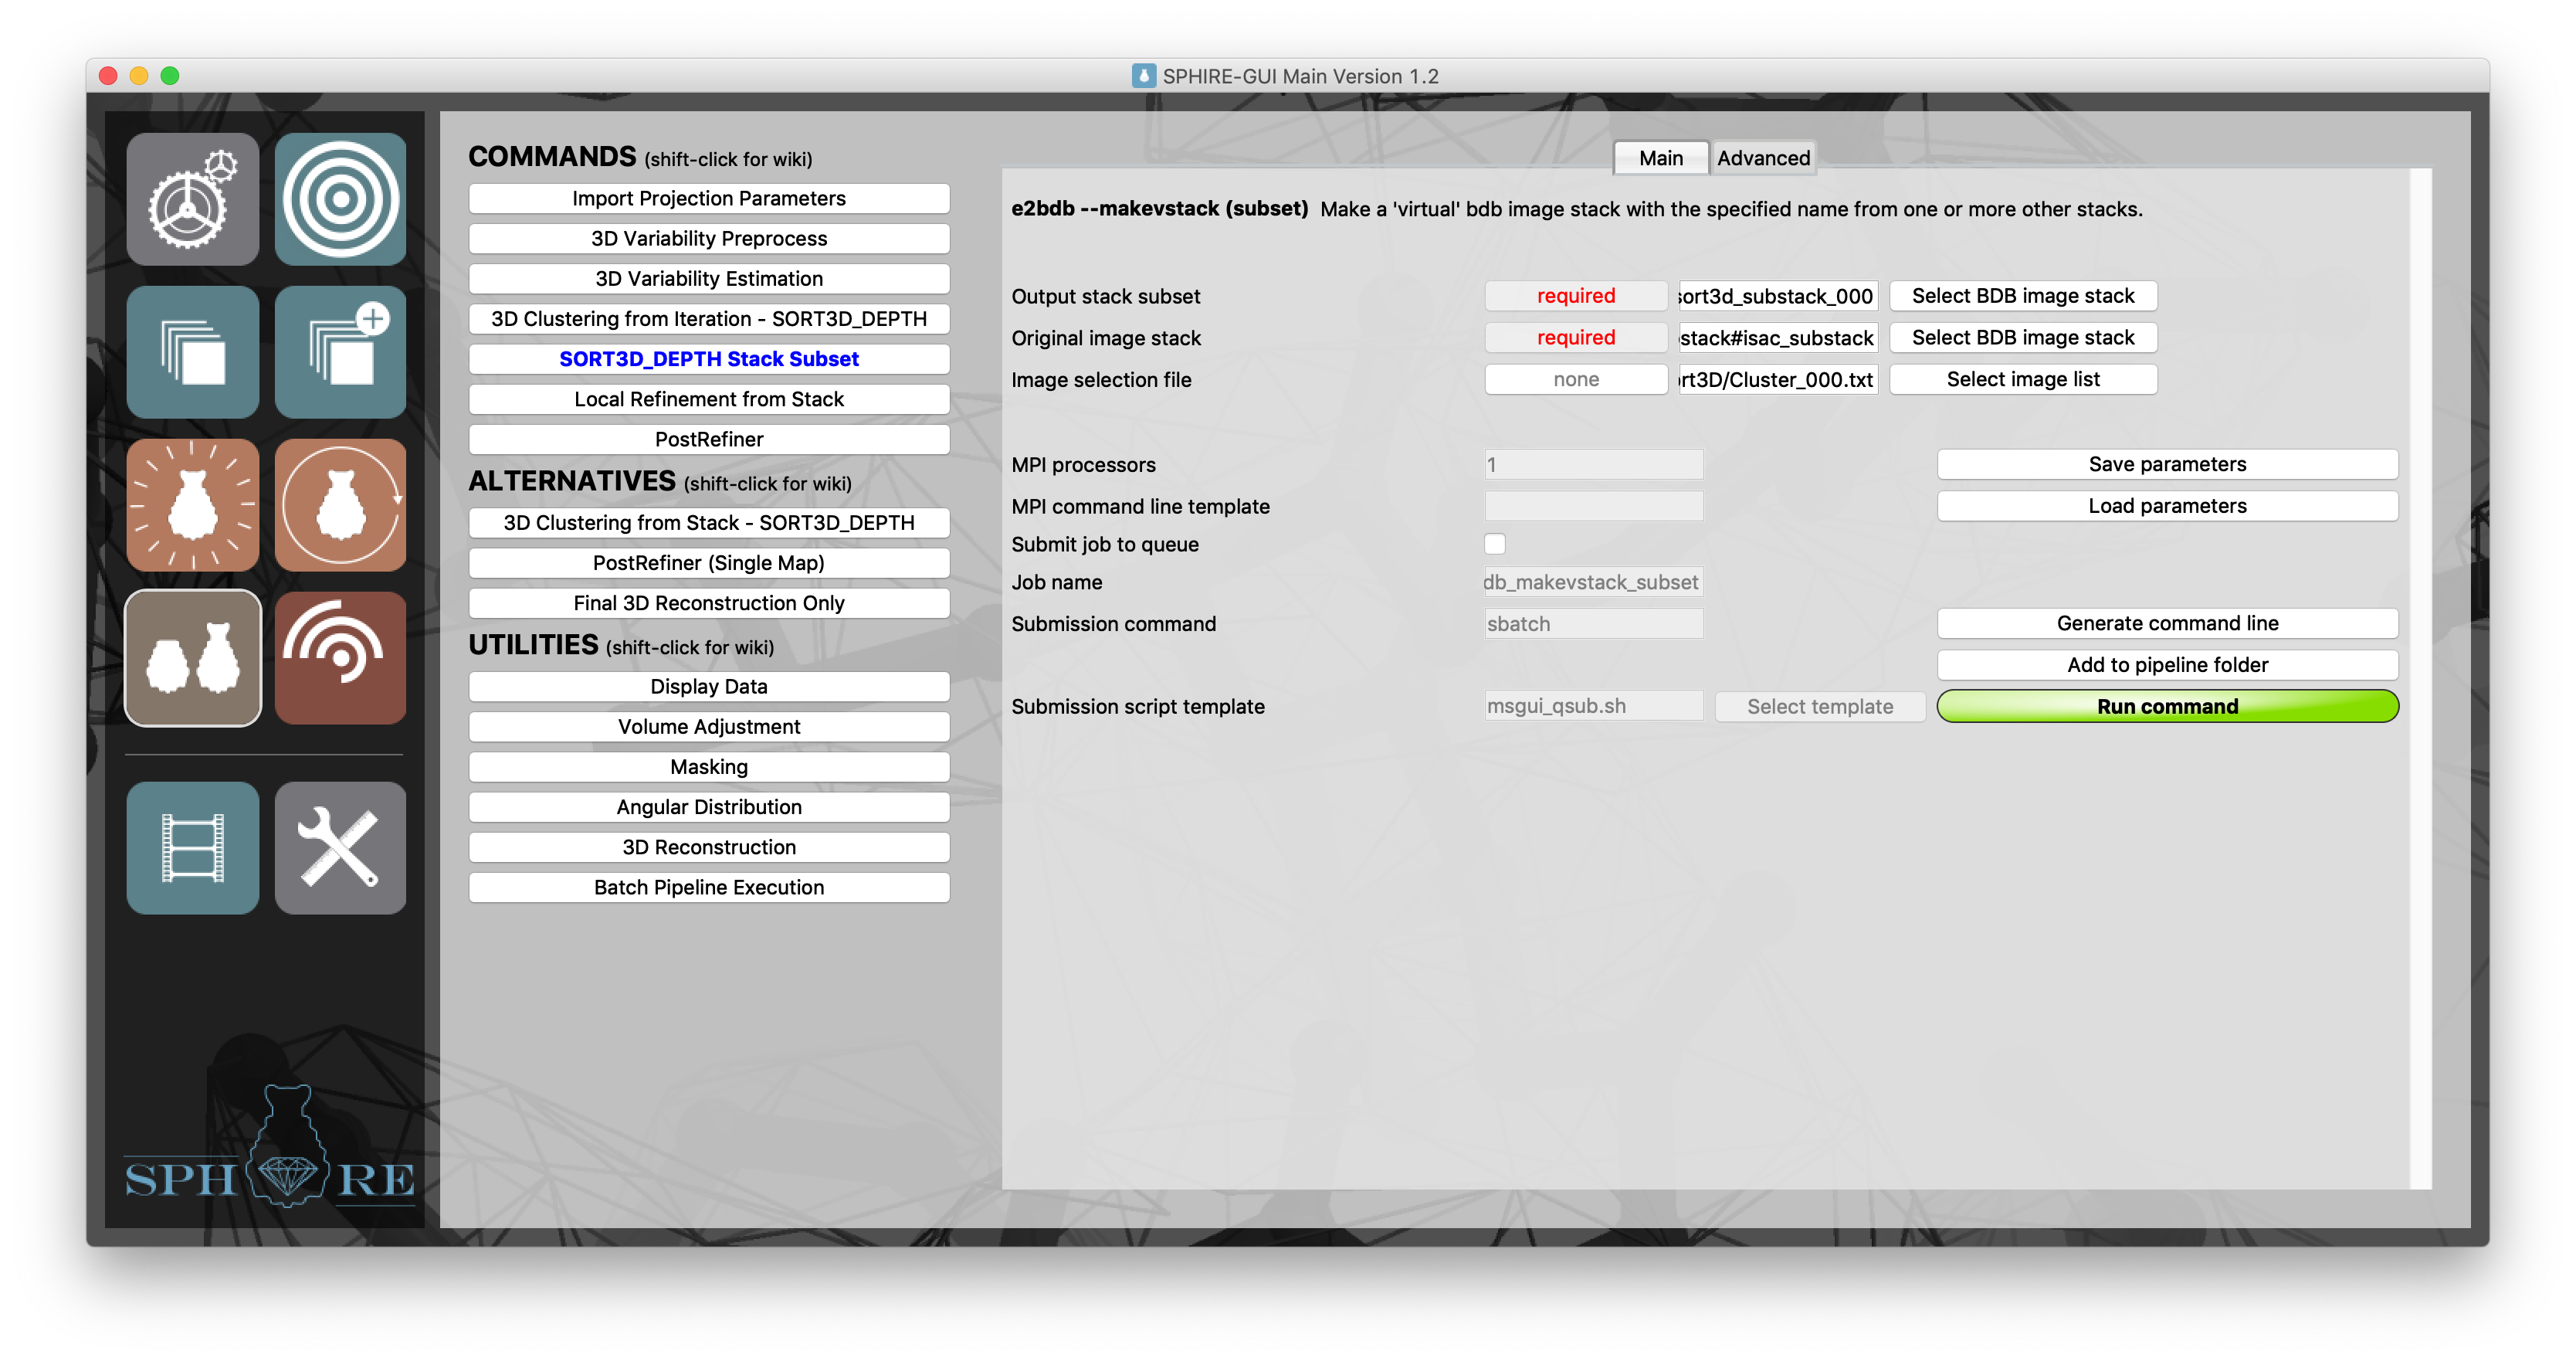 SPHIRE-GUI Main Version 1.2
COMMANDS (shift-click for wiki)
Import Projection Parameters
3D Variability Preprocess
3D Variability Estimation
3D Clustering from Iteration - SORT3D_DEPTH
SORT3D_DEPTH Stack Subset
Local Refinement from Stack
PostRefiner
ALTERNATIVES (shift-click for wiki)
3D Clustering from Stack - SORT3D_DEPTH
PostRefiner (Single Map)
Final 3D Reconstruction Only
UTILITIES (shift-click for wiki)
Display Data
Volume Adjustment
Masking
Angular Distribution
3D Reconstruction
Batch Pipeline Execution
SPH RE
Main Advanced
e2bdb --makevstack (subset) Make a 'virtual' bdb image stack with the specified name from one or more other stacks.
Output stack subset required sort3d_substack_000 Select BDB image stack
Original image stack required stack#isac_substack Select BDB image stack
Image selection file none rt3D/Cluster_000.txt Select image list
MPI processors 1 Save parameters
MPI command line template Load parameters
Submit job to queue
Job name db_makevstack_subset
Submission command sbatch Generate command line
Add to pipeline folder
Submission script template msgui_qsub.sh Select template Run command